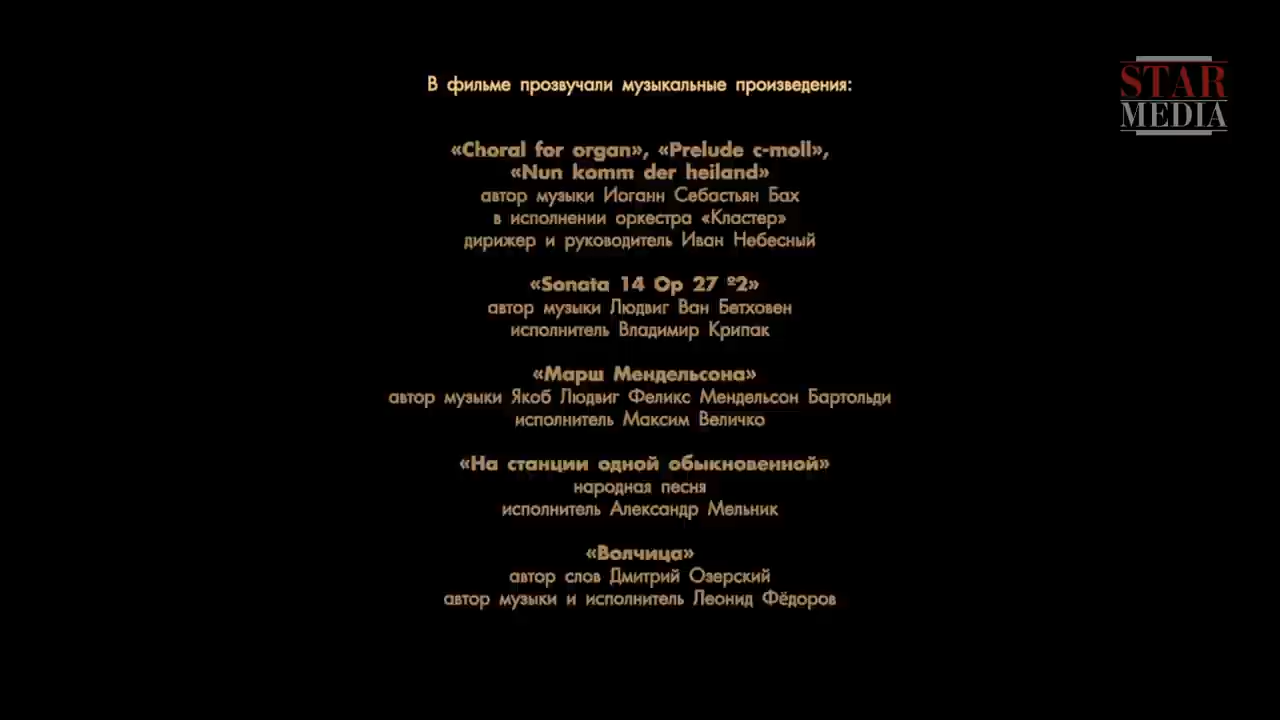 В фильме прозвучали музыкальные произведения:
STAR
MEDIA
«Choral for organ», «Prelude c-moll»,
«Nun komm der heiland»
автор музыки Иоганн Себастьян Бах
в исполнении оркестра «Кластер»
дирижер и руководитель Иван Небесный
«Sonata 14 Op 27 º2»
автор музыки Людвиг Ван Бетховен
исполнитель Владимир Крипак
«Марш Мендельсона»
автор музыки Якоб Людвиг Феликс Мендельсон Бартольди
исполнитель Максим Величко
«На станции одной обыкновенной»
народная песня
исполнитель Александр Мельник
«Волчица»
автор слов Дмитрий Озерский
автор музыки и исполнитель Леонид Фёдоров